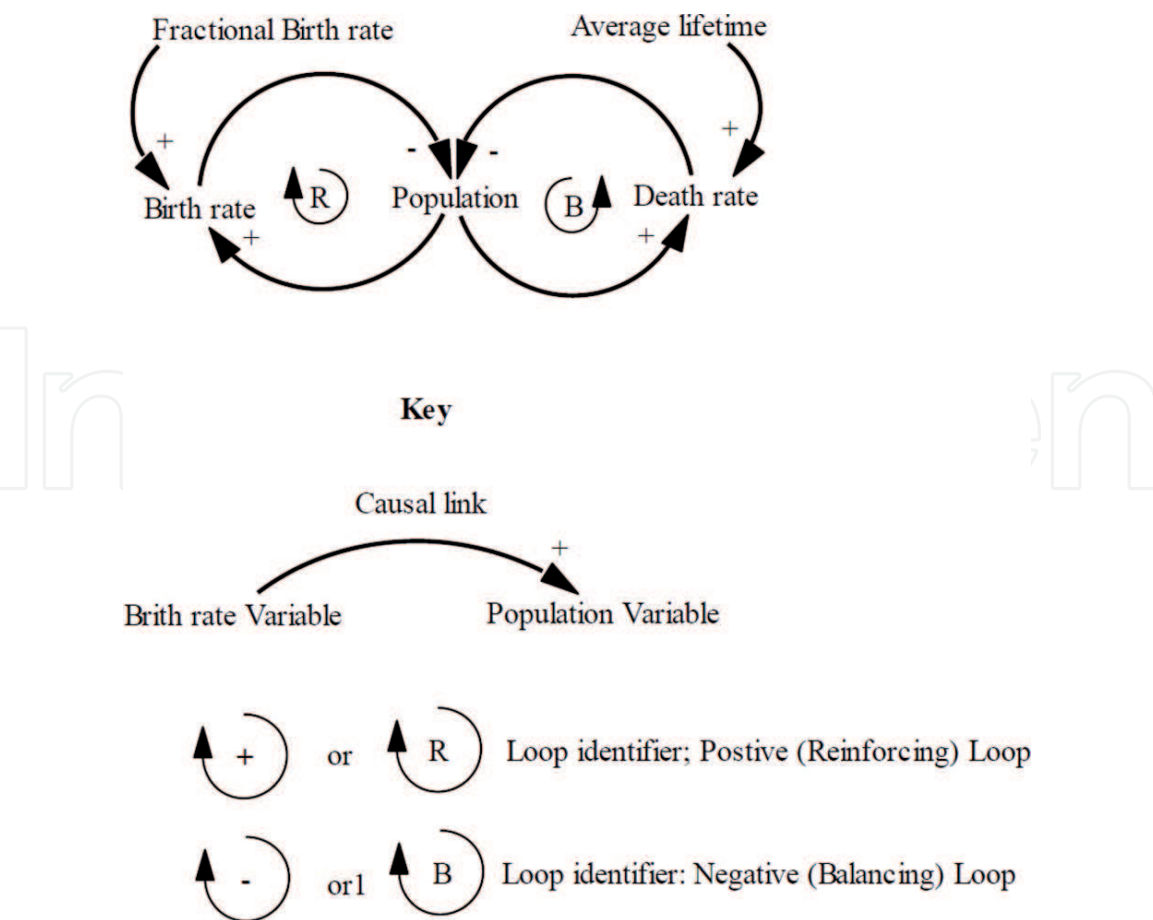 Fractional Birth rate
Average lifetime
+
+
- -
Birth rate
R
Population
B
Death rate
+
+
Key
Causal link
+
Brith rate Variable
Population Variable
+ or R Loop identifier; Postive (Reinforcing) Loop
- or1 B Loop identifier: Negative (Balancing) Loop